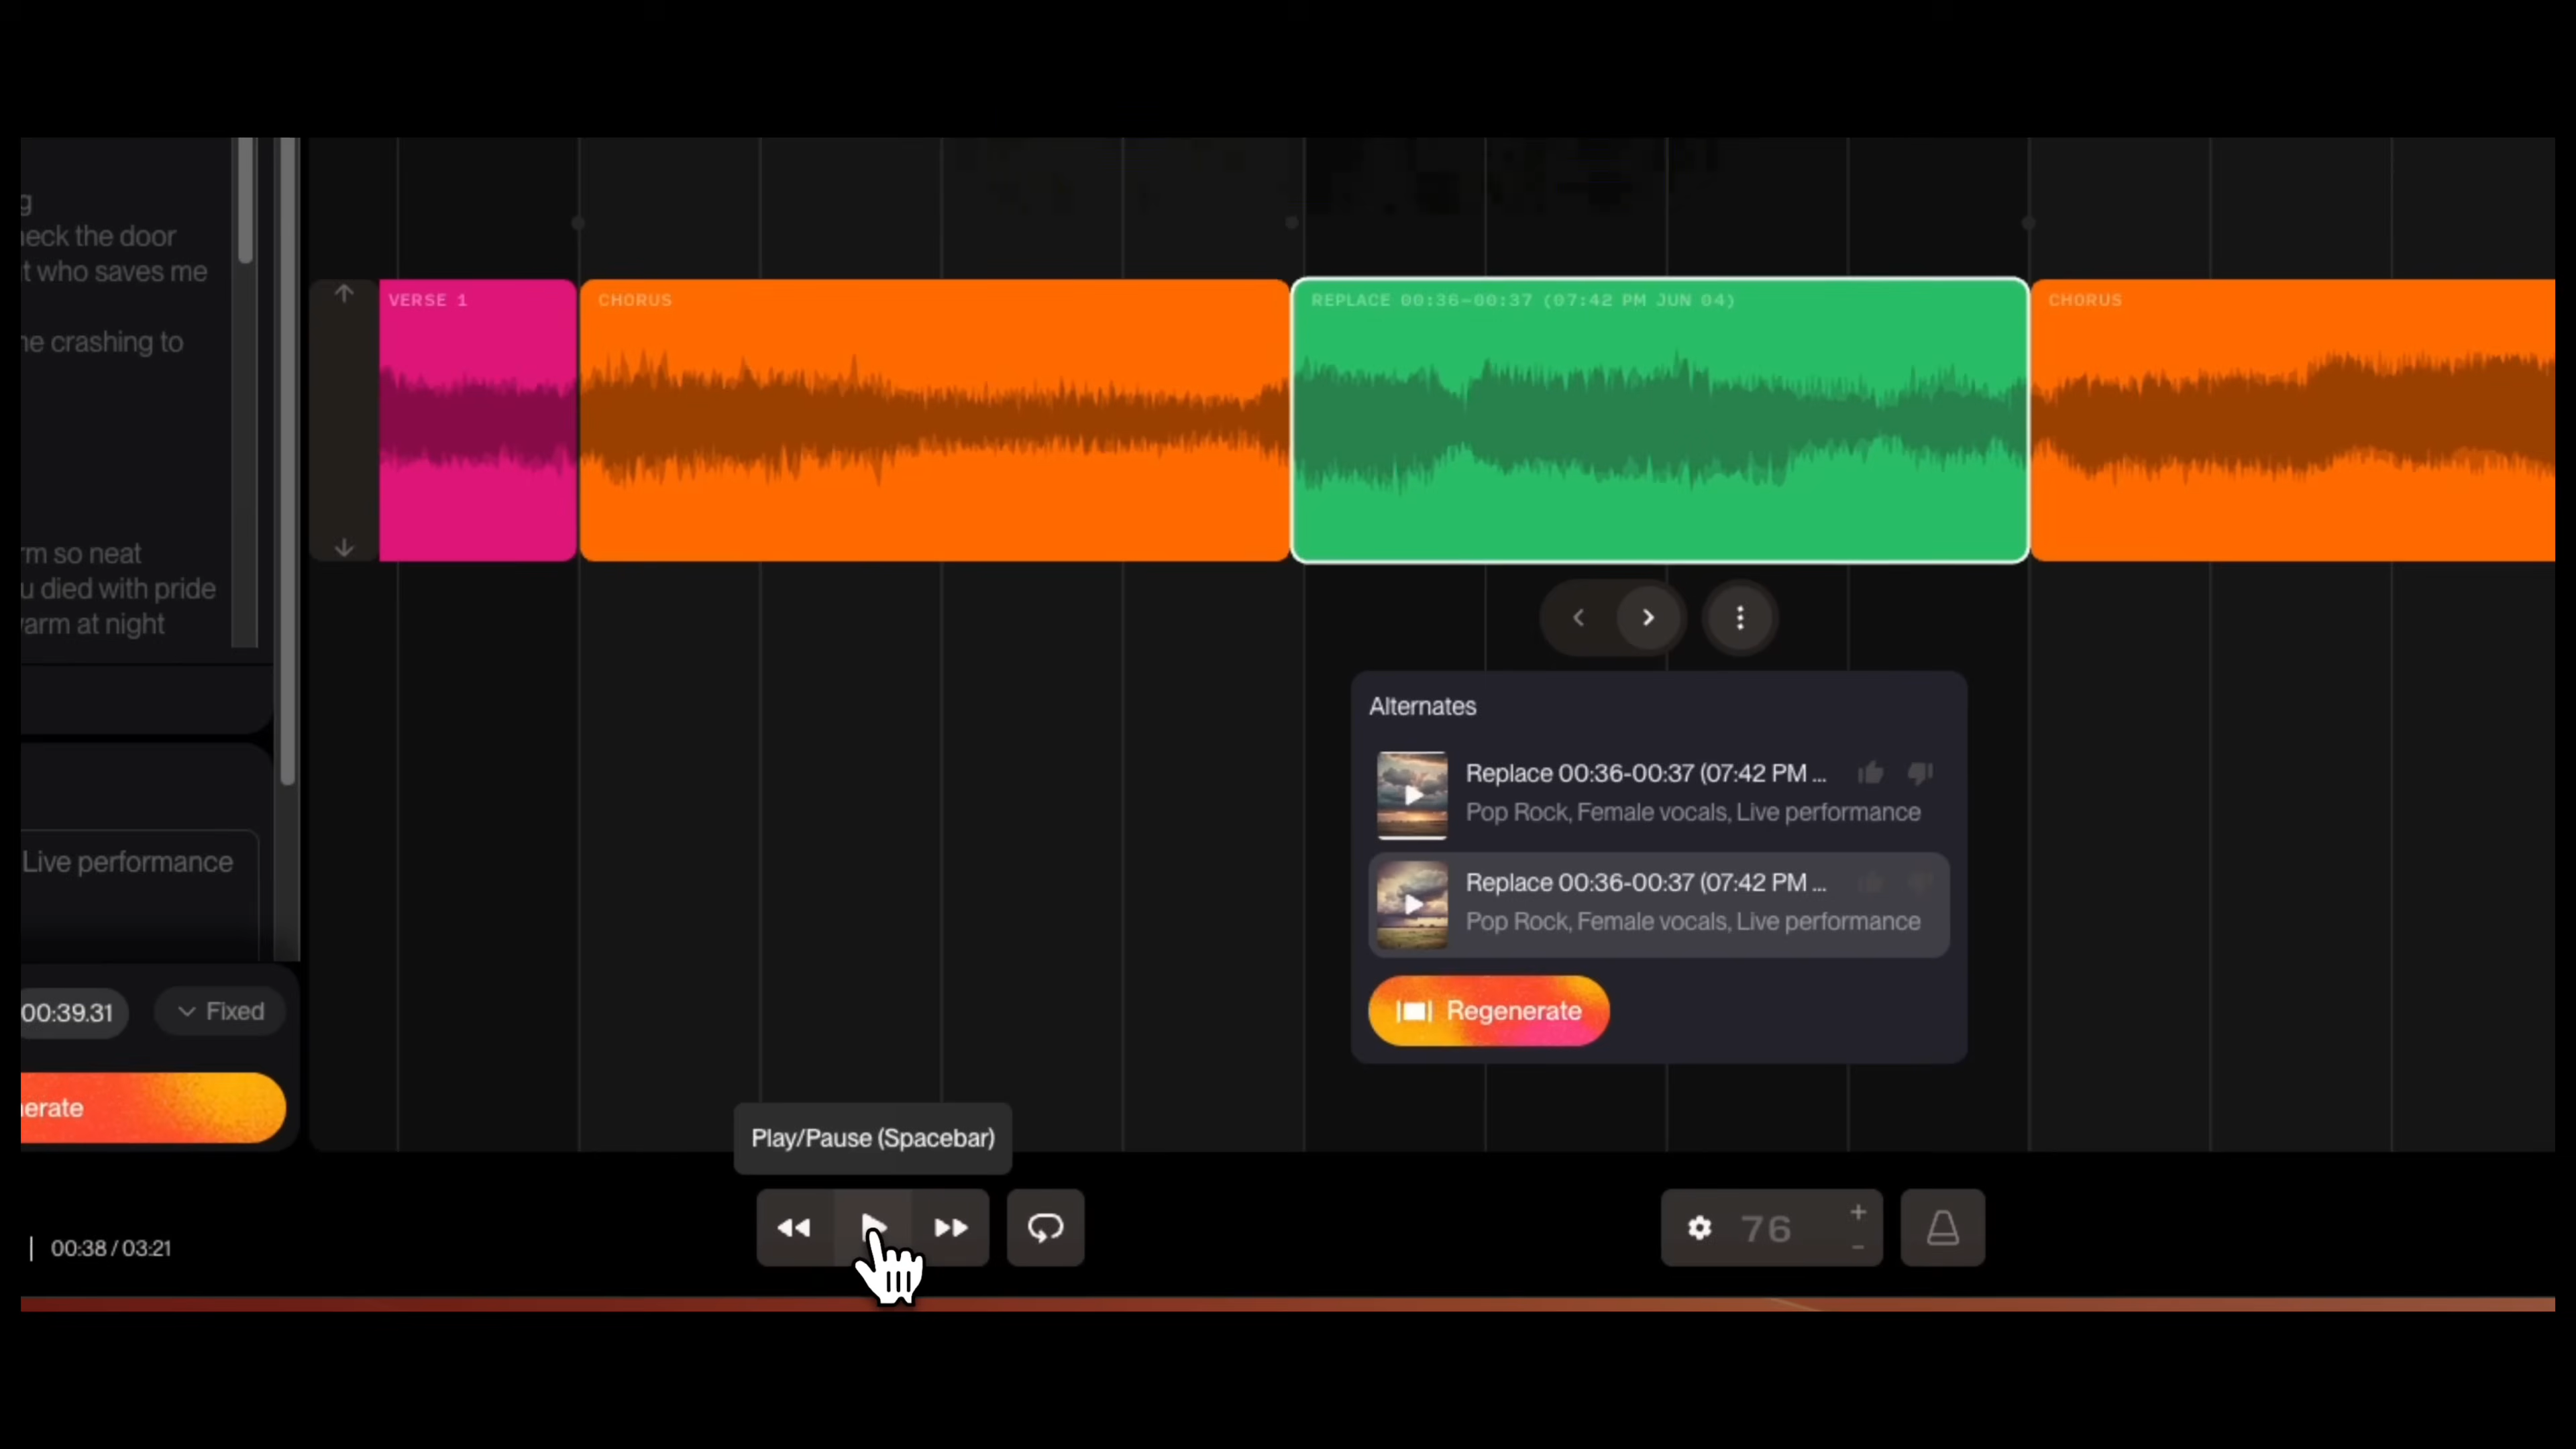 g
eck the door
t who saves me
e crashing to
rm so neat
u died with pride
arm at night
Live performance
00:39.31
Fixed
erate
VERSE 1
CHORUS
REPLACE 00:36-00:37 (07:42 PM JUN 04)
CHORUS
Alternates
Replace 00:36-00:37 (07:42 PM ...
Pop Rock, Female vocals, Live performance
Replace 00:36-00:37 (07:42 PM ...
Pop Rock, Female vocals, Live performance
Regenerate
Play/Pause (Spacebar)
00:38 / 03:21
76